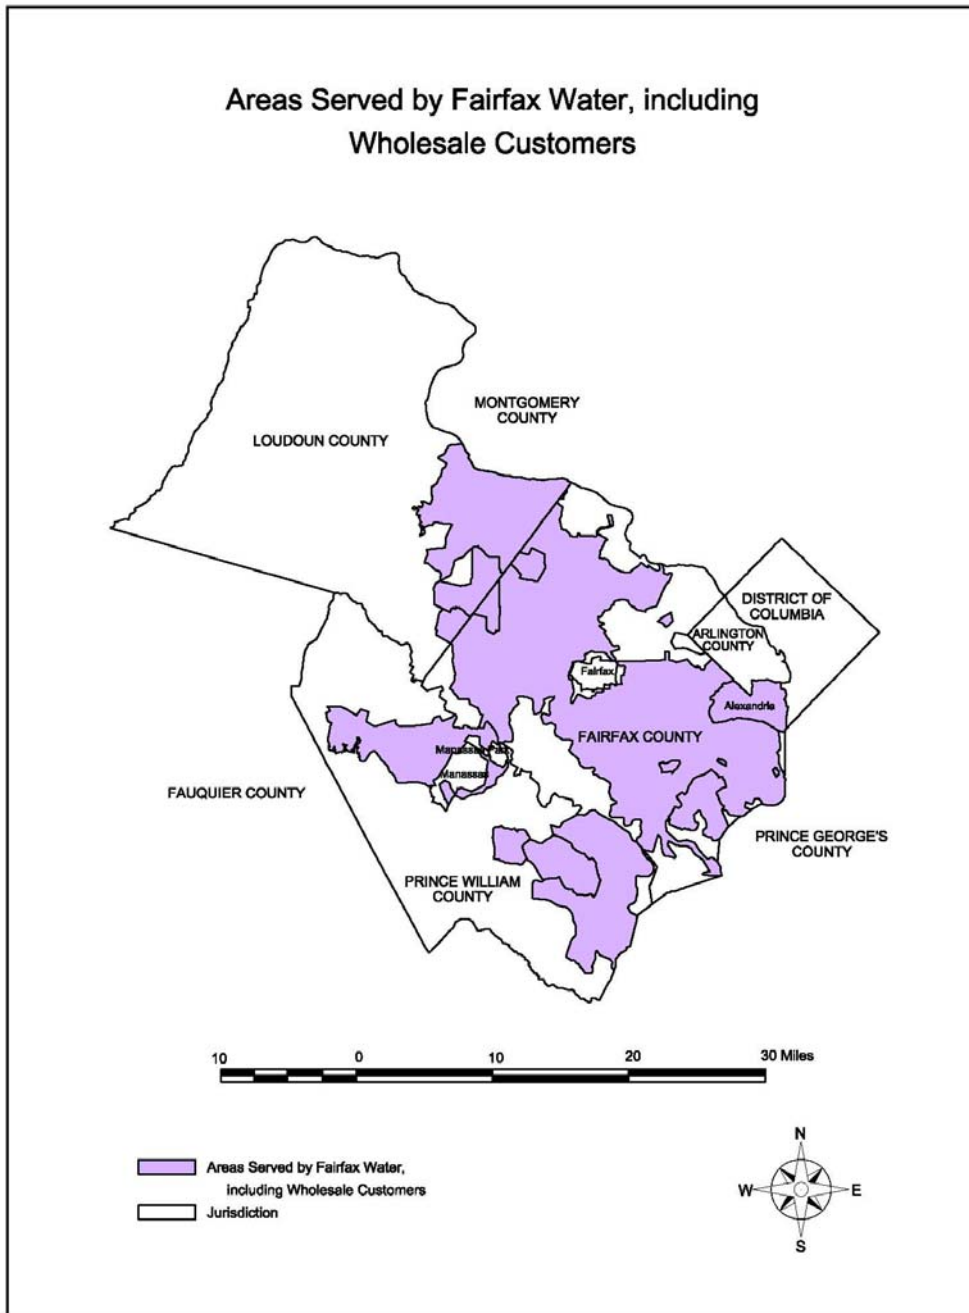 Areas Served by Fairfax Water, including
Wholesale Customers
MONTGOMERY
COUNTY
LOUDOUN COUNTY
DISTRICT OF
COLUMBIA
ARLINGTON
COUNTY
Fairfax
Alexandria
FAIRFAX COUNTY
Manassas Park
Manassas
FAUQUIER COUNTY
PRINCE GEORGE'S
COUNTY
PRINCE WILLIAM
COUNTY
10 0 10 20 30 Miles
Areas Served by Fairfax Water,
including Wholesale Customers
Jurisdiction
N
W E
S